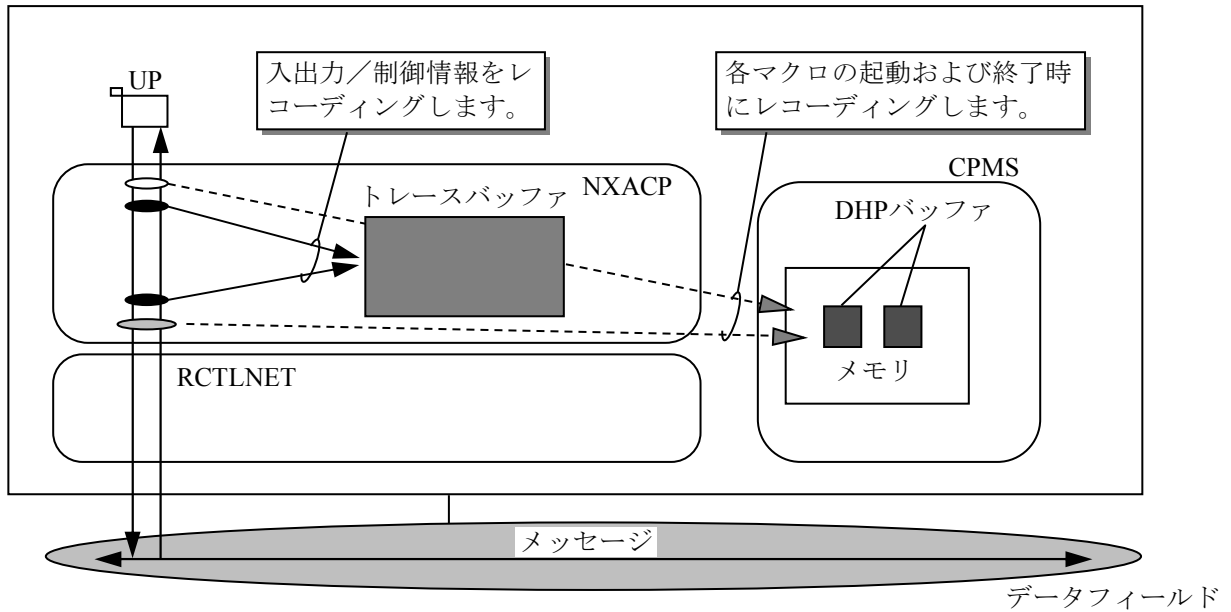 UP
入出力／制御情報をレ
コーディングします。
各マクロの起動および終了時
にレコーディングします。
NXACP
トレースバッファ
CPMS
DHPバッファ
メモリ
RCTLNET
メッセージ
データフィールド